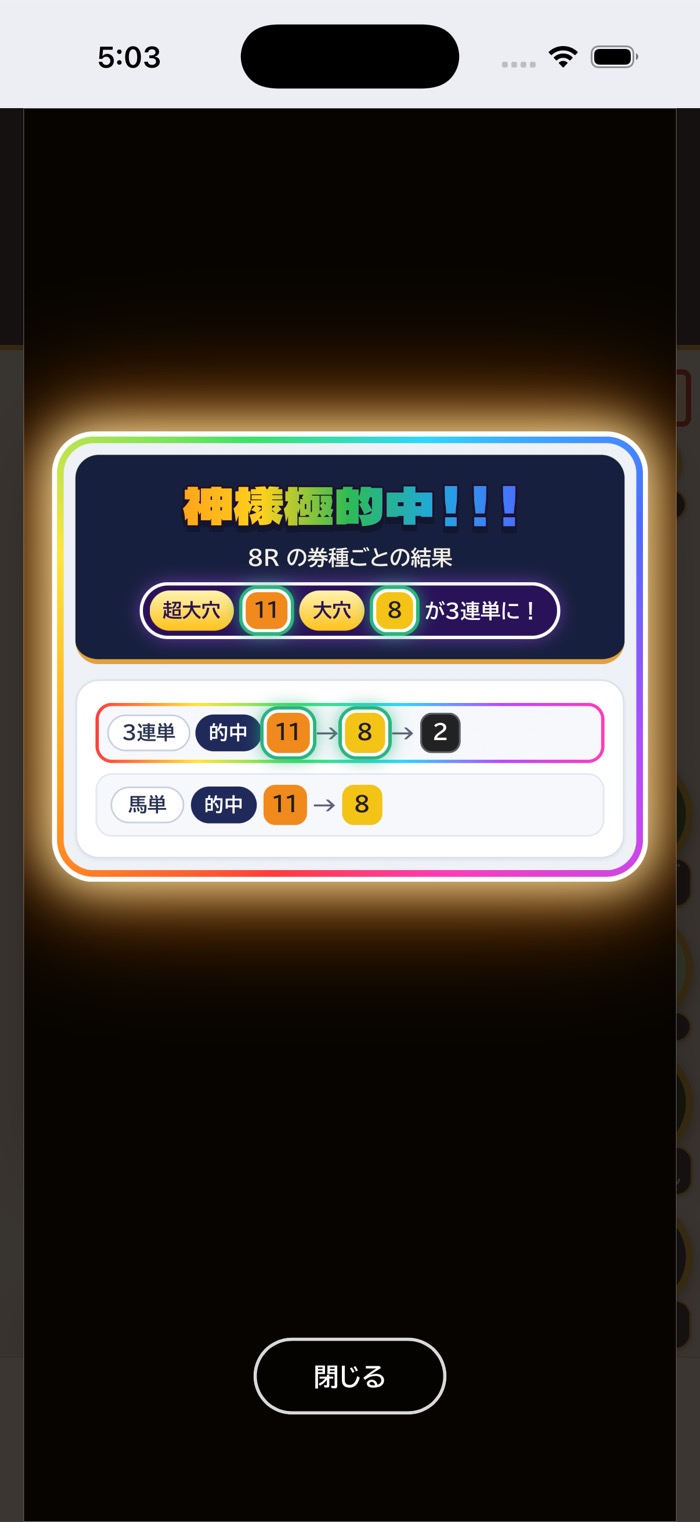 5:03
神様極的中!!!
8R の券種ごとの結果
超大穴 11 大穴 8 が3連単に！
3連単 的中 11→8→2
馬単 的中 11→8
閉じる